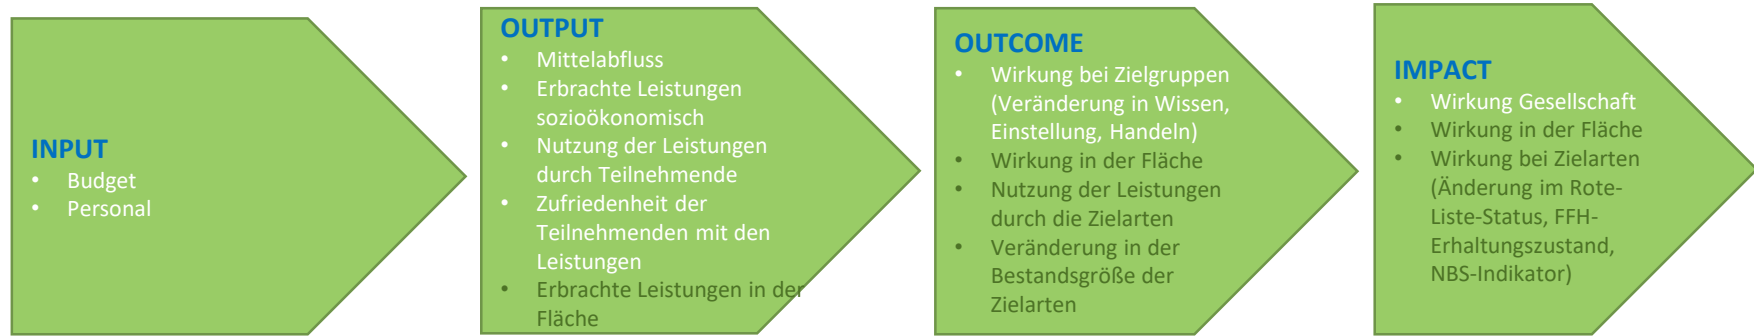 INPUT
• Budget
• Personal
OUTPUT
• Mittelabfluss
• Erbrachte Leistungen
sozioökonomisch
• Nutzung der Leistungen
durch Teilnehmende
• Zufriedenheit der
Teilnehmenden mit den
Leistungen
• Erbrachte Leistungen in der
Fläche
OUTCOME
• Wirkung bei Zielgruppen
(Veränderung in Wissen,
Einstellung, Handeln)
• Wirkung in der Fläche
• Nutzung der Leistungen
durch die Zielarten
• Veränderung in der
Bestandsgröße der
Zielarten
IMPACT
• Wirkung Gesellschaft
• Wirkung in der Fläche
• Wirkung bei Zielarten
(Änderung im Rote-
Liste-Status, FFH-
Erhaltungszustand,
NBS-Indikator)